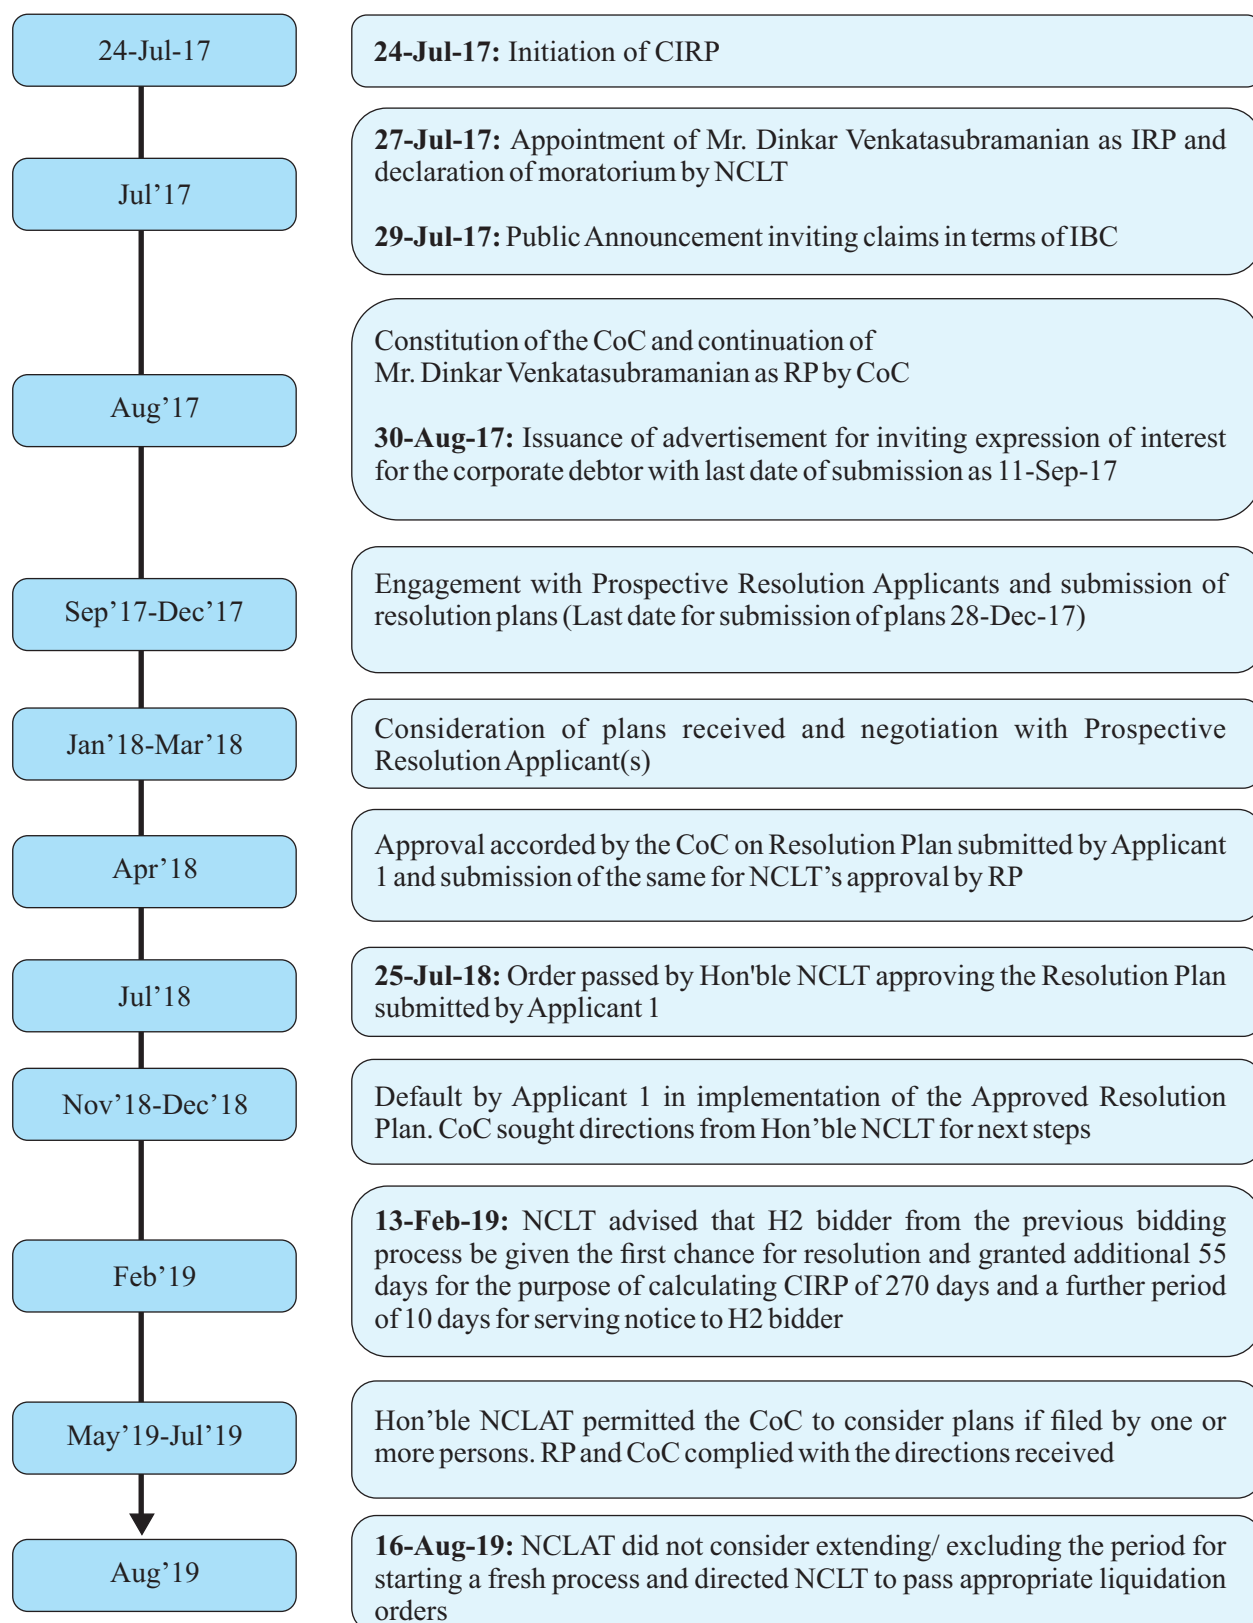 24-Jul-17
24-Jul-17: Initiation of CIRP
Jul’17
27-Jul-17: Appointment of Mr. Dinkar Venkatasubramanian as IRP and
declaration of moratorium by NCLT
29-Jul-17: Public Announcement inviting claims in terms of IBC
Aug’17
Constitution of the CoC and continuation of
Mr. Dinkar Venkatasubramanian as RP by CoC
30-Aug-17: Issuance of advertisement for inviting expression of interest
for the corporate debtor with last date of submission as 11-Sep-17
Sep’17-Dec’17
Engagement with Prospective Resolution Applicants and submission of
resolution plans (Last date for submission of plans 28-Dec-17)
Jan’18-Mar’18
Consideration of plans received and negotiation with Prospective
Resolution Applicant(s)
Apr’18
Approval accorded by the CoC on Resolution Plan submitted by Applicant
1 and submission of the same for NCLT’s approval by RP
Jul’18
25-Jul-18: Order passed by Hon'ble NCLT approving the Resolution Plan
submitted by Applicant 1
Nov’18-Dec’18
Default by Applicant 1 in implementation of the Approved Resolution
Plan. CoC sought directions from Hon’ble NCLT for next steps
Feb’19
13-Feb-19: NCLT advised that H2 bidder from the previous bidding
process be given the first chance for resolution and granted additional 55
days for the purpose of calculating CIRP of 270 days and a further period
of 10 days for serving notice to H2 bidder
May’19-Jul’19
Hon’ble NCLAT permitted the CoC to consider plans if filed by one or
more persons. RP and CoC complied with the directions received
Aug’19
16-Aug-19: NCLAT did not consider extending/ excluding the period for
starting a fresh process and directed NCLT to pass appropriate liquidation
orders